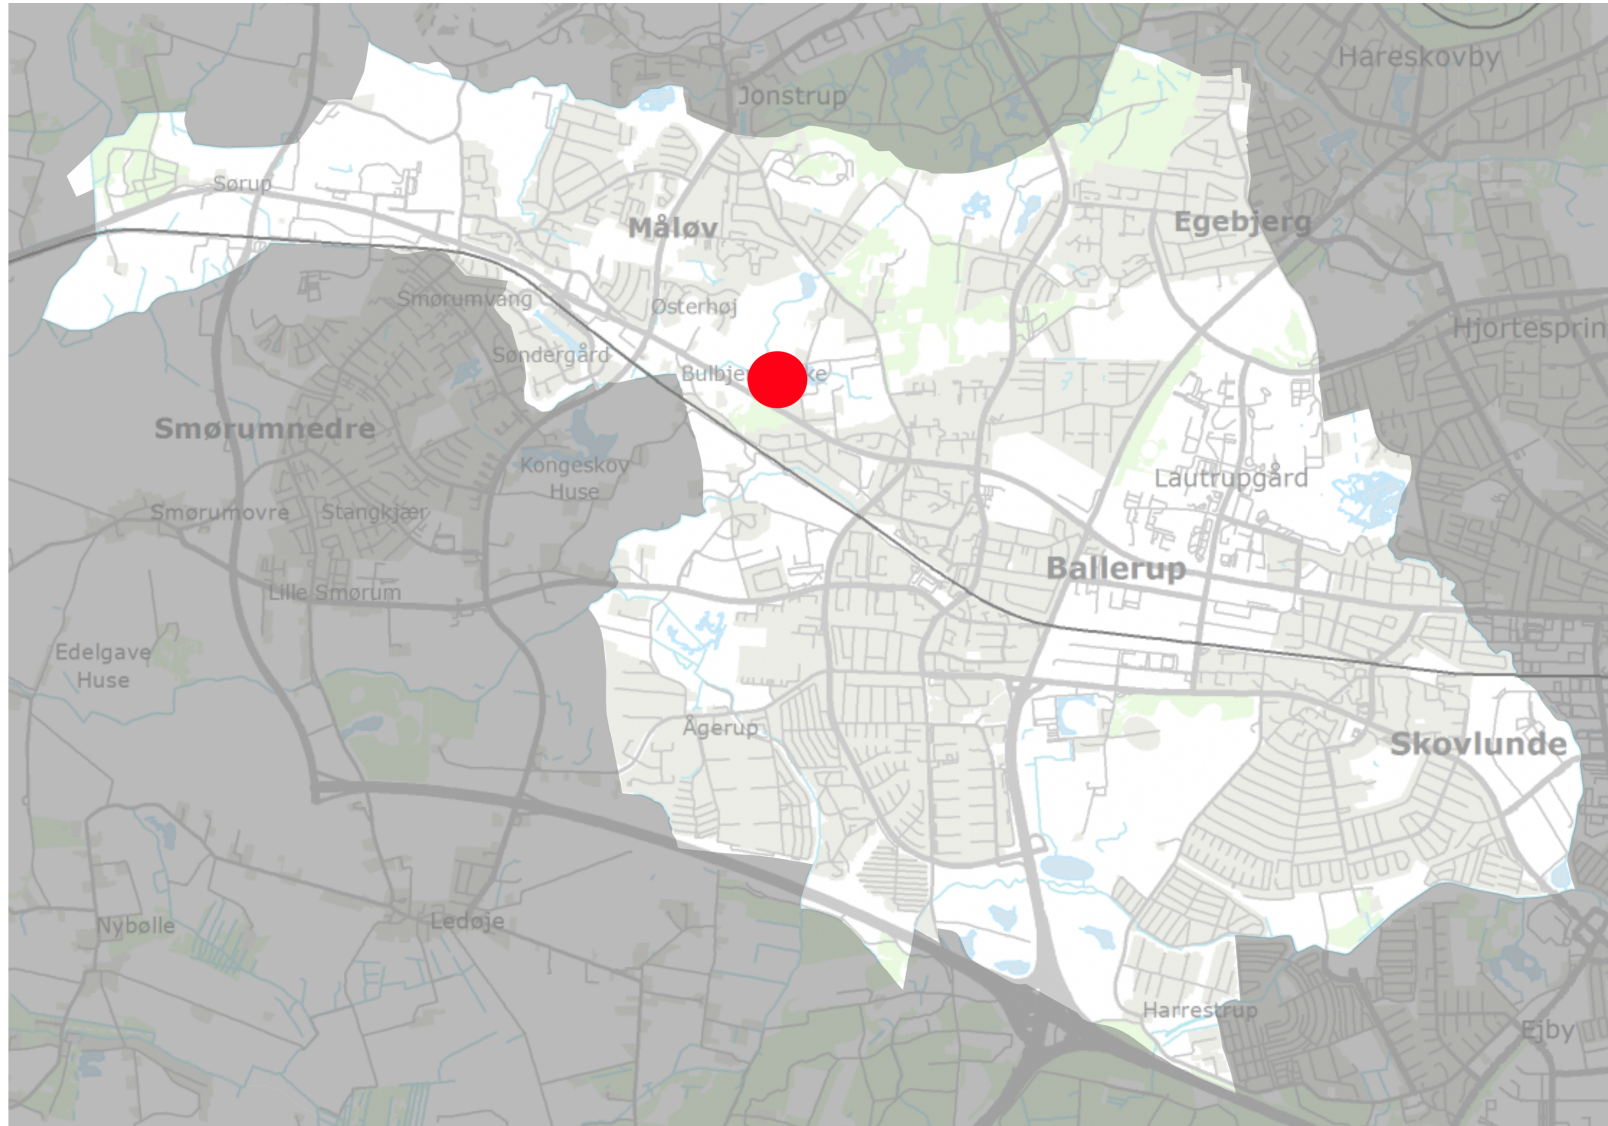 Hareskovby
Jonstrup
Sørup
Måløv
Egebjerg
Smørumvang
Østerhøj
Hjortesprin
Søndergård
Smørumnedre
Kongeskov
Huse
Lautrupgård
Smørumovre
Stangkjær
Ballerup
Lille Smørum
Edelgave
Huse
Ågerup
Skovlunde
Nybølle
Ledøje
Harrestrup
Ejby